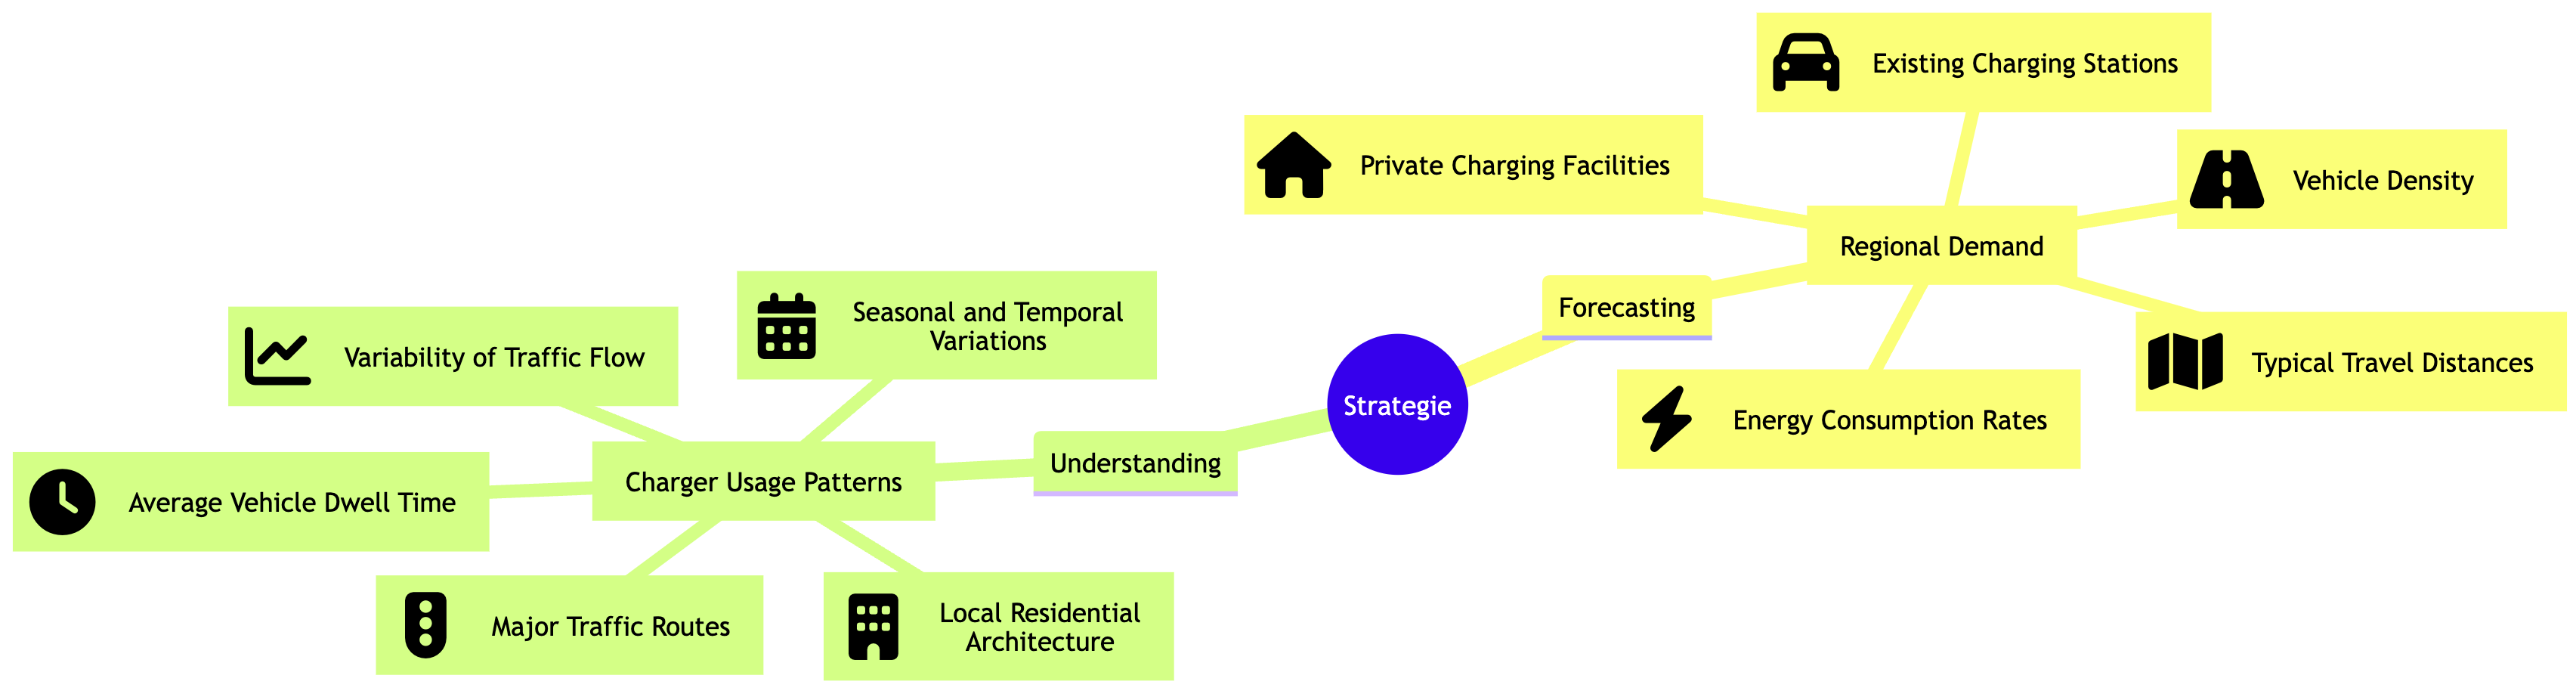 Existing Charging Stations
Private Charging Facilities
Vehicle Density
Regional Demand
Forecasting
Typical Travel Distances
Energy Consumption Rates
Strategie
Understanding
Charger Usage Patterns
Seasonal and Temporal
Variations
Variability of Traffic Flow
Average Vehicle Dwell Time
Major Traffic Routes
Local Residential
Architecture